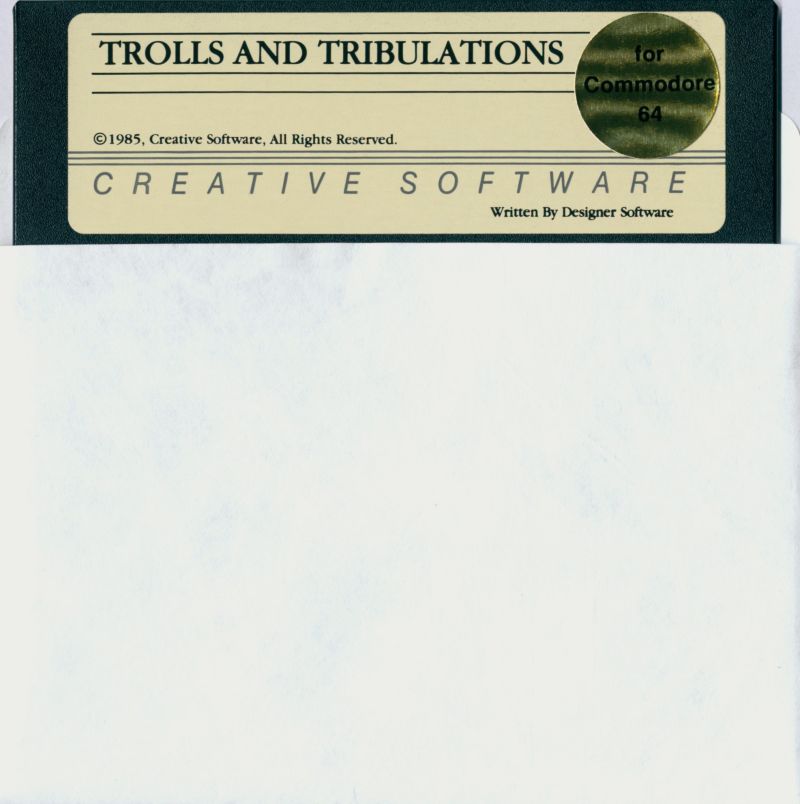 TROLLS AND TRIBULATIONS
for
Commodore
64
©1985, Creative Software, All Rights Reserved.
CREATIVE SOFTWARE
Written By Designer Software